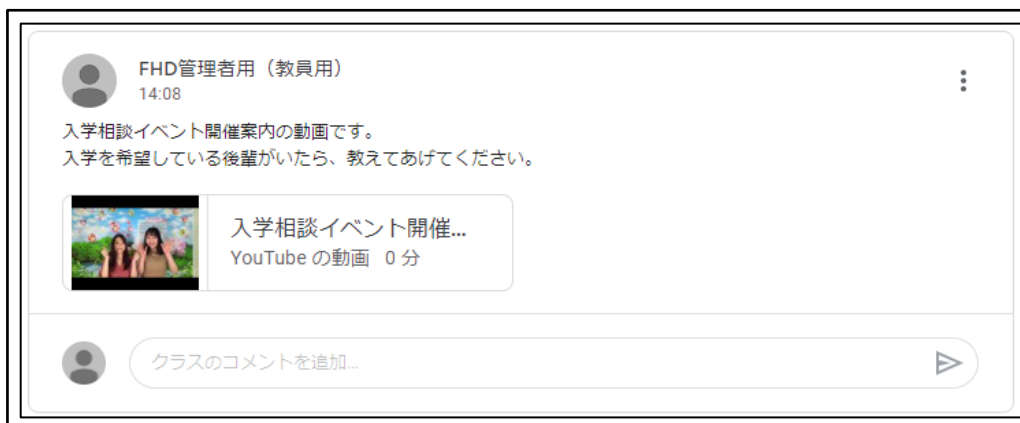 FHD管理者用（教員用）
14:08
入学相談イベント開催案内の動画です。
入学を希望している後輩がいたら、教えてあげてください。
入学相談イベント開催...
YouTube の動画 0 分
クラスのコメントを追加...